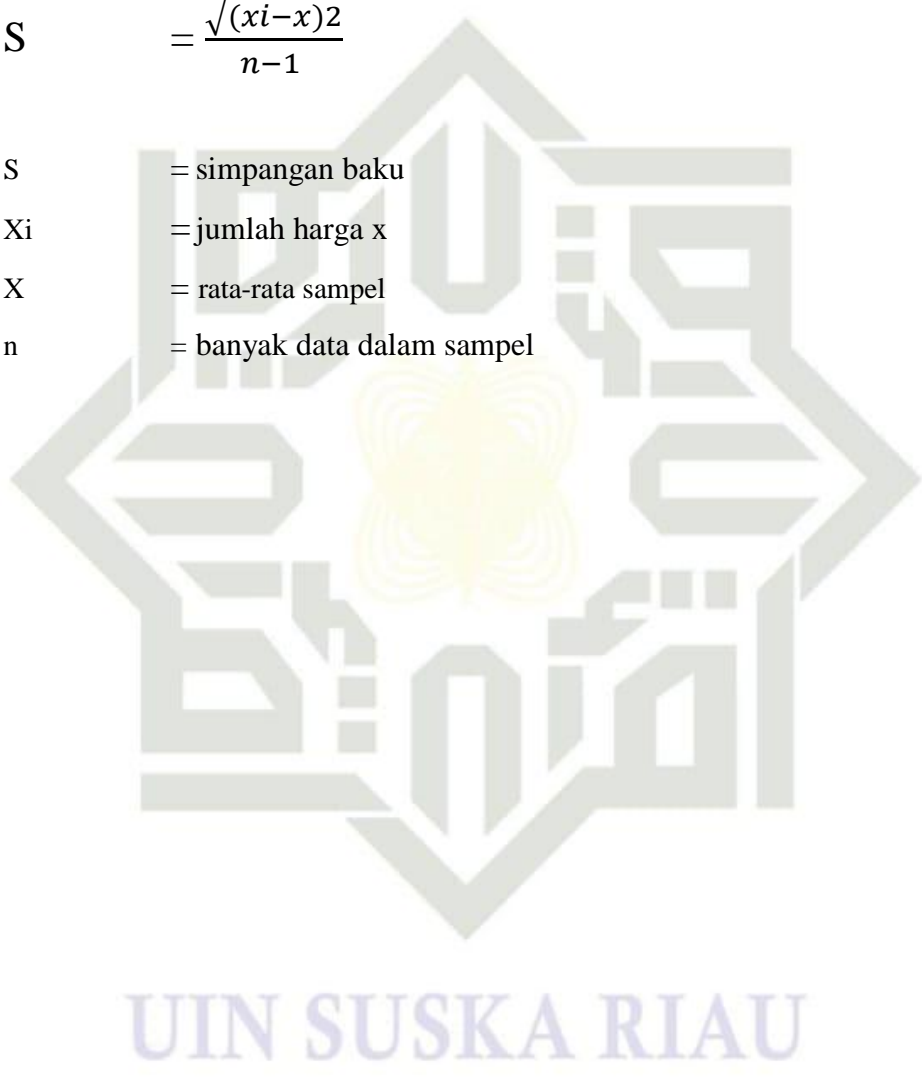 S = √(xi−x)2 / n−1
S = simpangan baku
Xi = jumlah harga x
X = rata-rata sampel
n = banyak data dalam sampel
UIN SUSKA RIAU